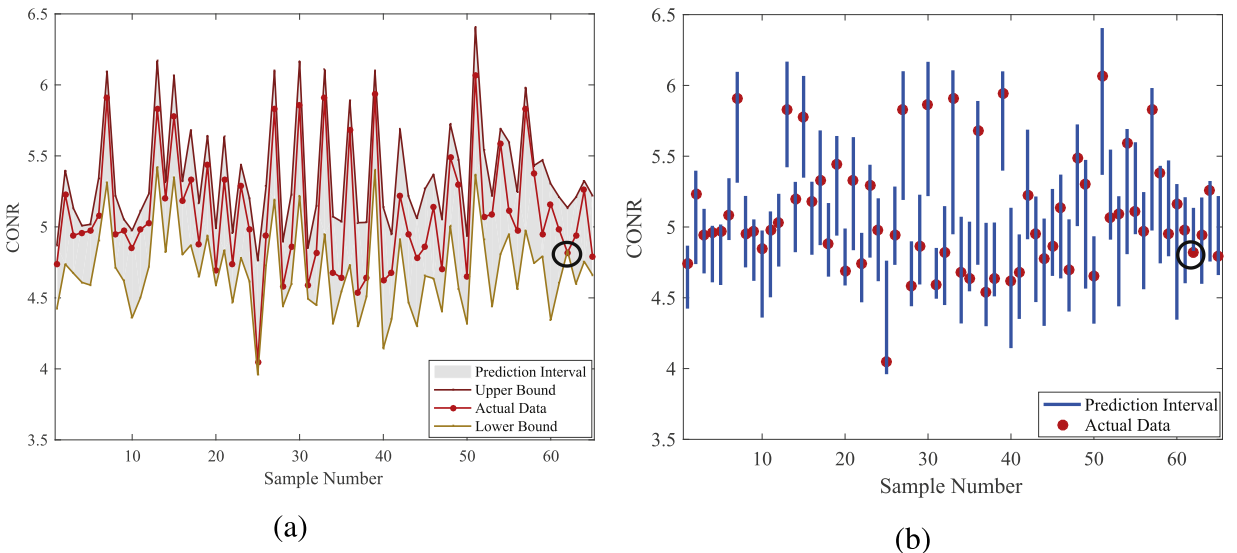 6.5
6
5.5
5
4.5
4
3.5
CONR
10
20
30
40
50
60
Sample Number
Prediction Interval
Upper Bound
Actual Data
Lower Bound
(a)
6.5
6
5.5
5
4.5
4
3.5
CONR
10
20
30
40
50
60
Sample Number
Prediction Interval
Actual Data
(b)